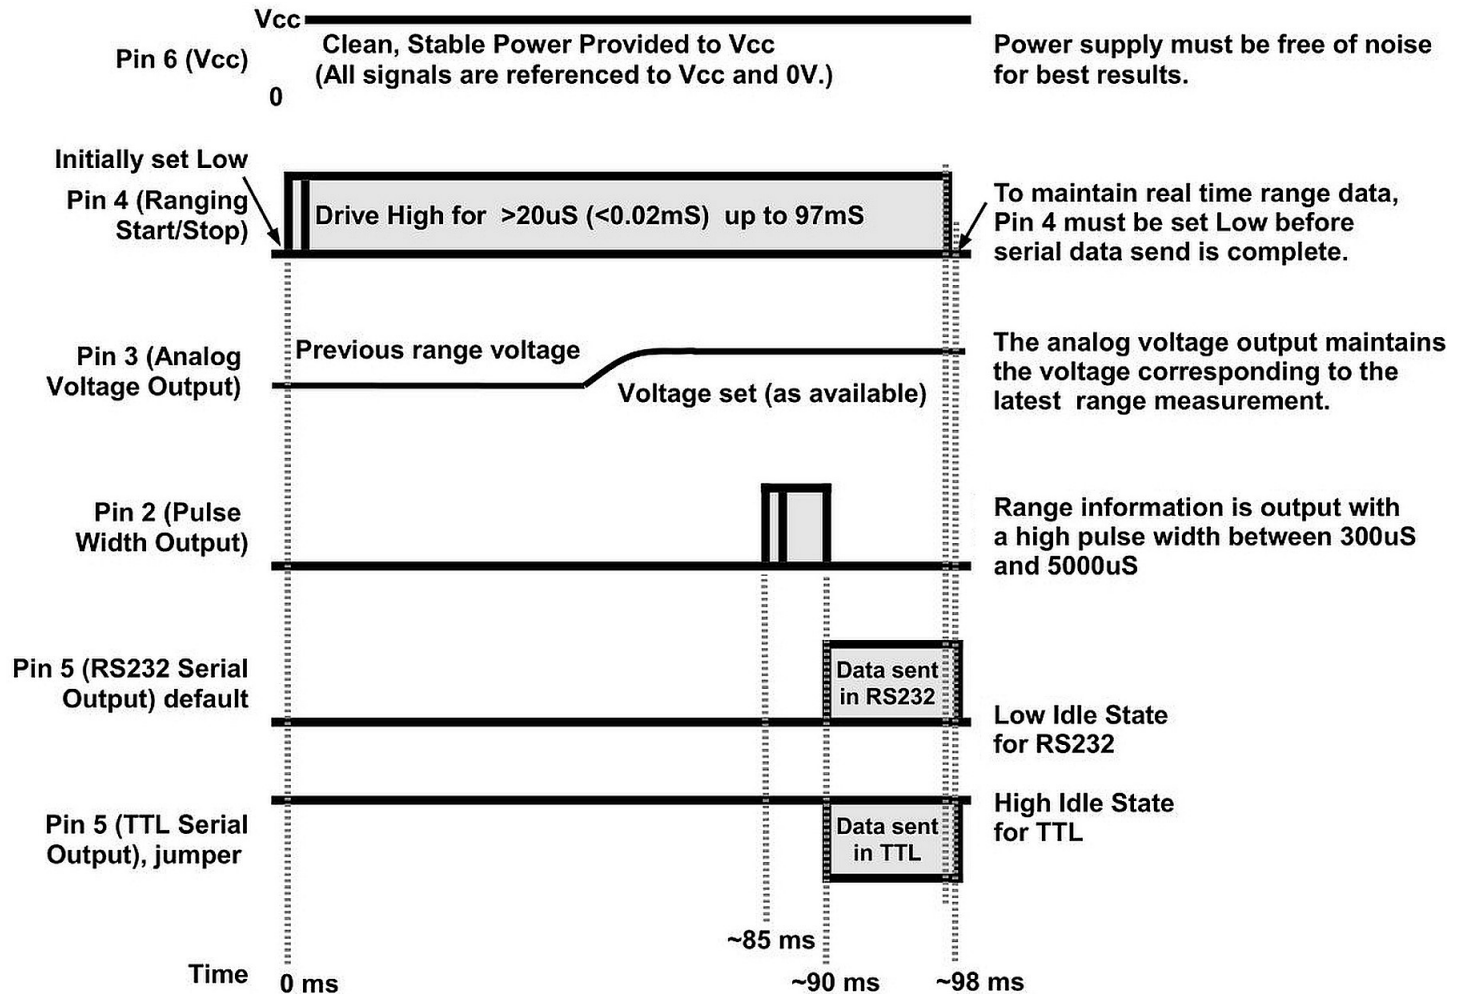 Vcc
Pin 6 (Vcc)
0
Clean, Stable Power Provided to Vcc
(All signals are referenced to Vcc and 0V.)
Power supply must be free of noise
for best results.
Initially set Low
Pin 4 (Ranging
Start/Stop)
Drive High for >20uS (<0.02mS) up to 97mS
To maintain real time range data,
Pin 4 must be set Low before
serial data send is complete.
Pin 3 (Analog
Voltage Output)
Previous range voltage
Voltage set (as available)
The analog voltage output maintains
the voltage corresponding to the
latest range measurement.
Pin 2 (Pulse
Width Output)
Range information is output with
a high pulse width between 300uS
and 5000uS
Pin 5 (RS232 Serial
Output) default
Data sent
in RS232
Low Idle State
for RS232
Pin 5 (TTL Serial
Output), jumper
Data sent
in TTL
High Idle State
for TTL
~85 ms
Time
0 ms
~90 ms
~98 ms